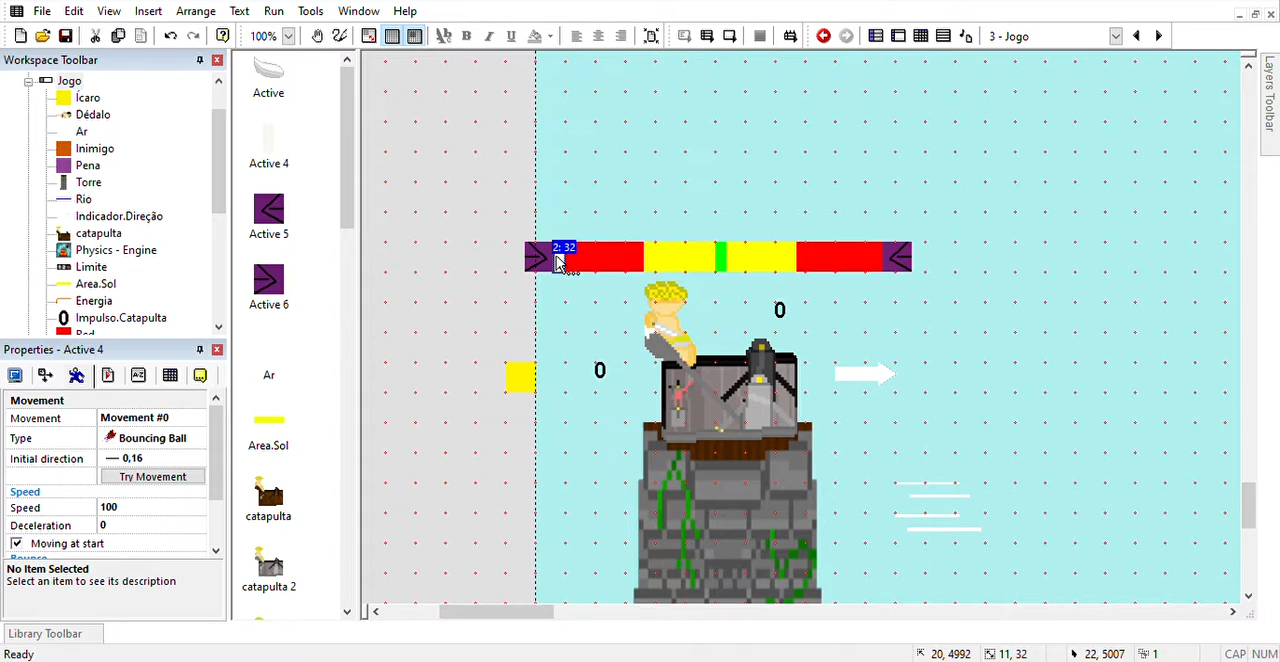 File Edit View Insert Arrange Text Run Tools Window Help
100% 3 - Jogo
Workspace Toolbar
Jogo
Ícaro
Dédalo
Ar
Inimigo
Pena
Torre
Rio
Indicador.Direção
catapulta
Physics - Engine
Limite
Area.Sol
Energia
Impulso.Catapulta
Active
Active 4
Active 5
Active 6
Ar
Area.Sol
catapulta
catapulta 2
Properties - Active 4
Movement
Movement Movement #0
Type Bouncing Ball
Initial direction 0,16
Try Movement
Speed
Speed 100
Deceleration 0
Moving at start
No Item Selected
Select an item to see its description
Library Toolbar
Ready
2: 32
0
0
Layers Toolbar
20, 4992 11, 32 22, 5007 1 CAP NUM